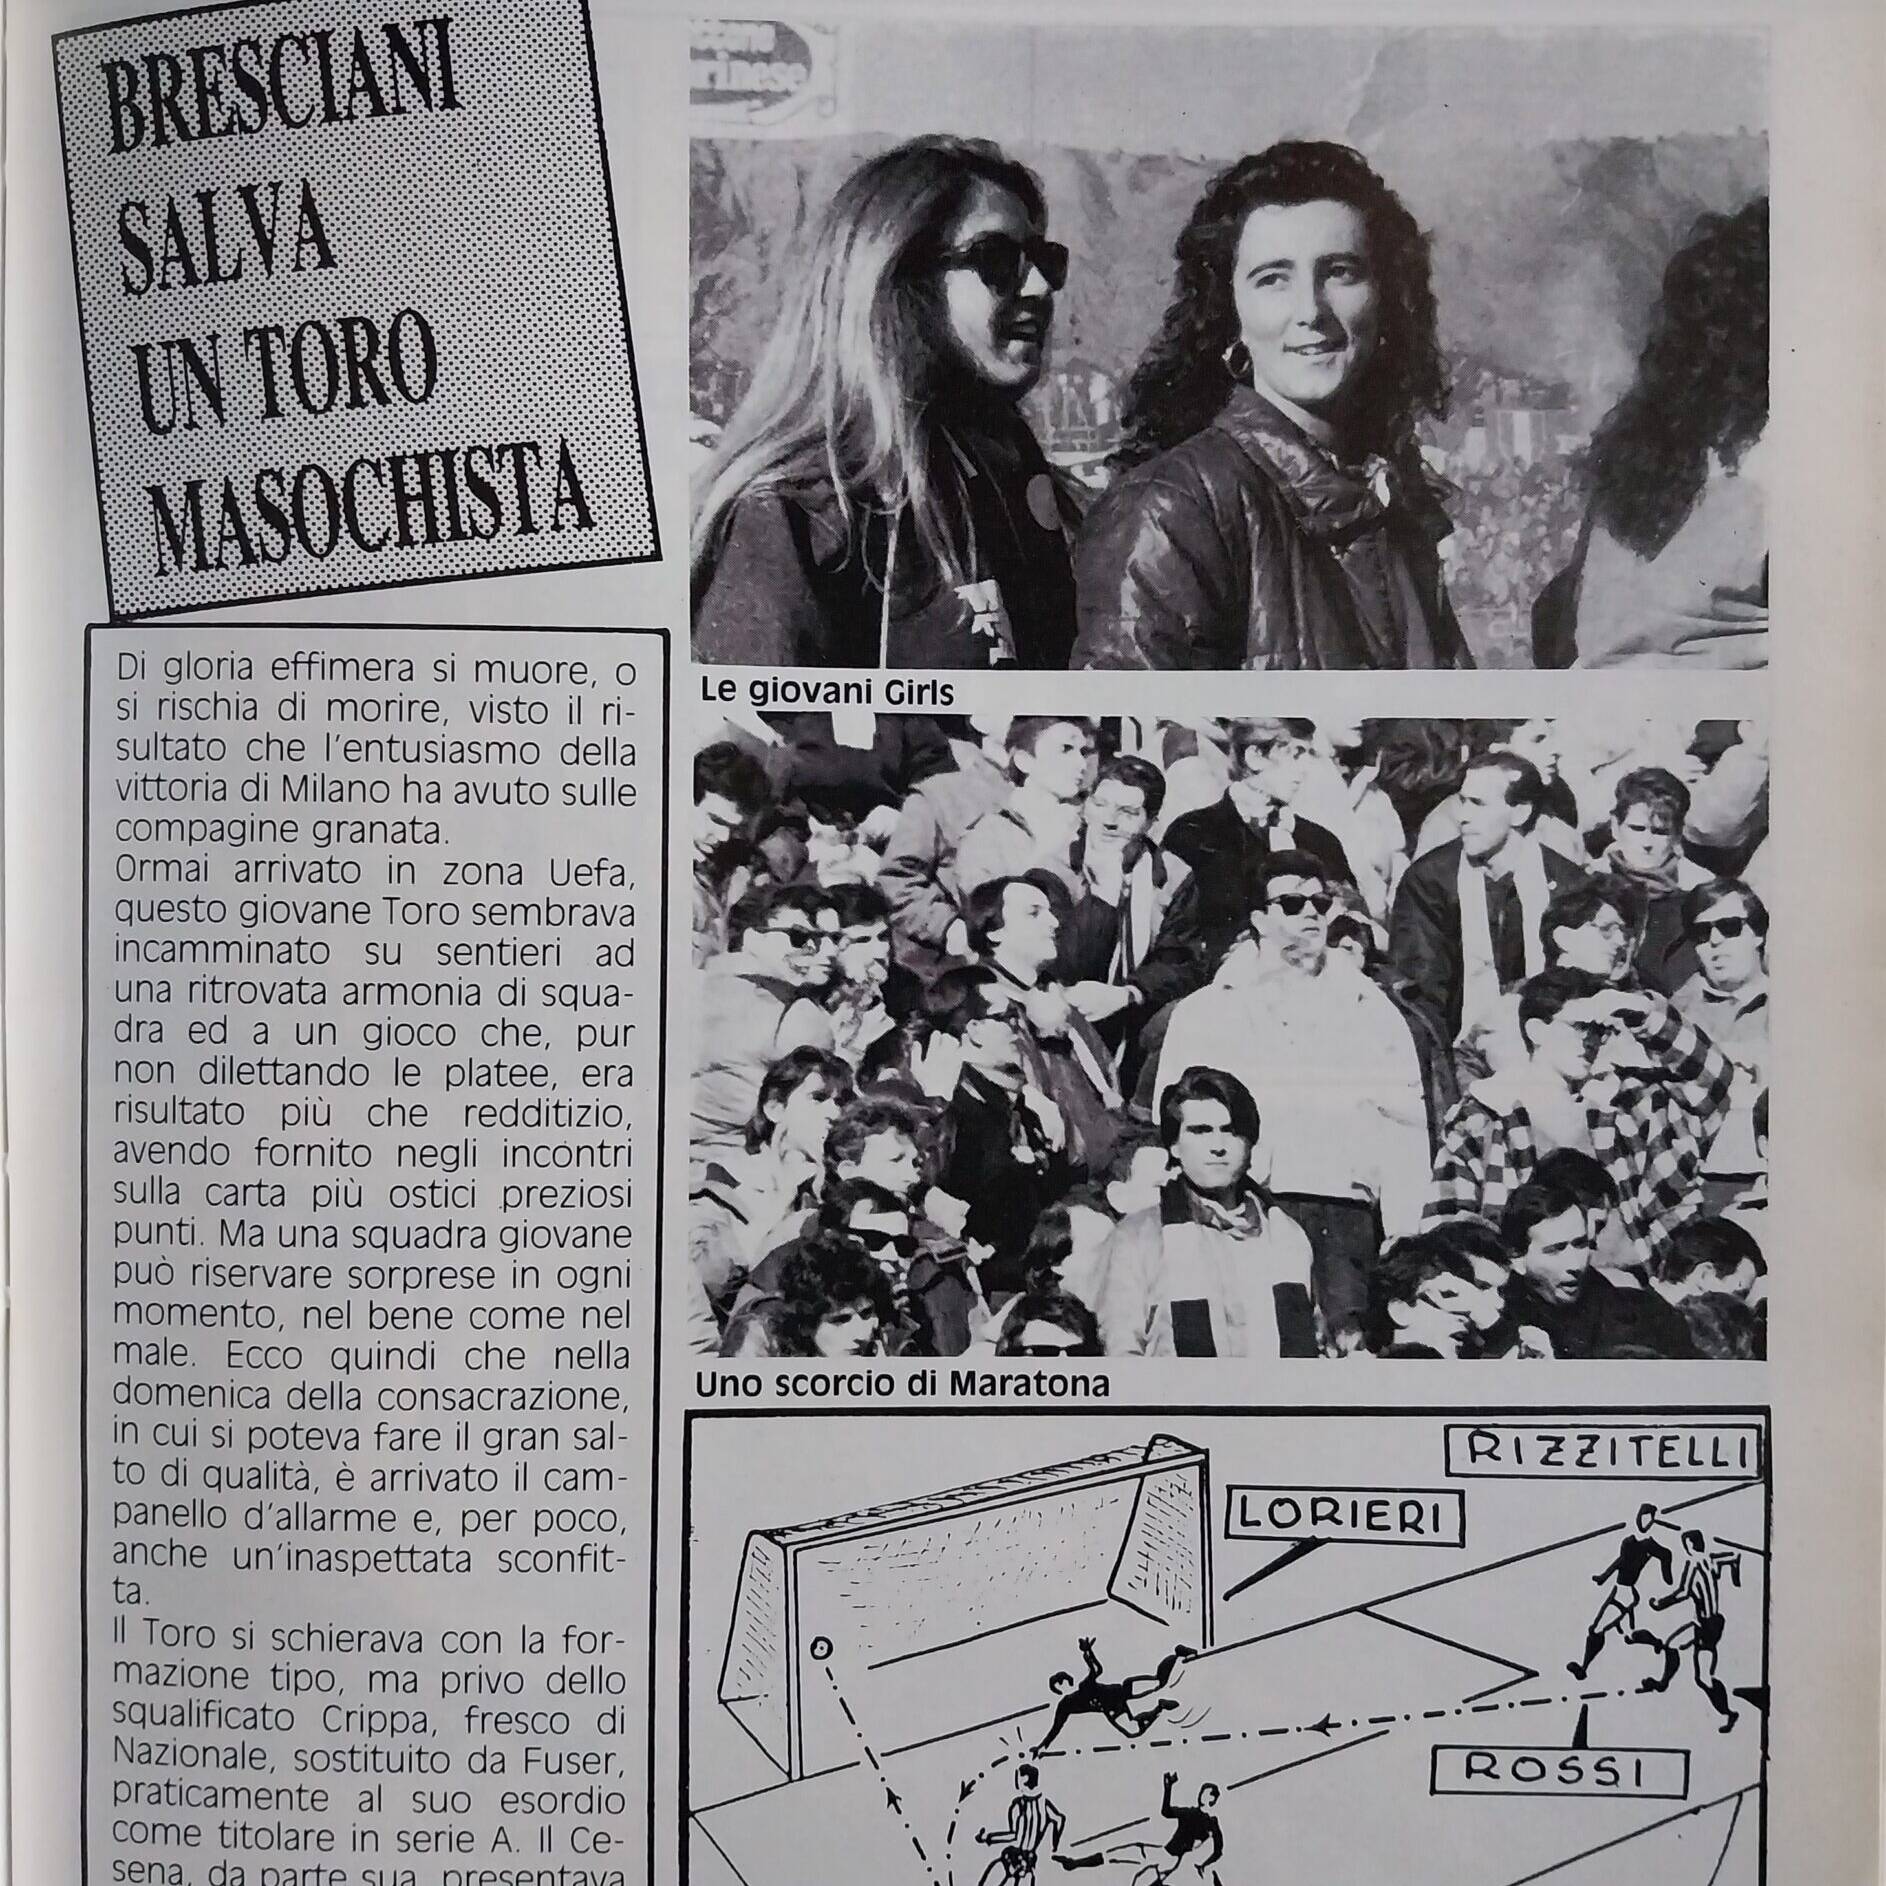 BRESCIANI
SALVA
UN TORO
MASOCHISTA
Di gloria effimera si muore, o
si rischia di morire, visto il ri-
sultato che l'entusiasmo della
vittoria di Milano ha avuto sulle
compagine granata.
Ormai arrivato in zona Uefa,
questo giovane Toro sembrava
incamminato su sentieri ad
una ritrovata armonia di squa-
dra ed a un gioco che, pur
non dilettando le platee, era
risultato più che redditizio,
avendo fornito negli incontri
sulla carta più ostici preziosi
punti. Ma una squadra giovane
può riservare sorprese in ogni
momento, nel bene come nel
male. Ecco quindi che nella
domenica della consacrazione,
in cui si poteva fare il gran sal-
to di qualità, è arrivato il cam-
panello d'allarme e, per poco,
anche un'inaspettata sconfit-
ta.
Il Toro si schierava con la for-
mazione tipo, ma privo dello
squalificato Crippa, fresco di
Nazionale, sostituito da Fuser,
praticamente al suo esordio
come titolare in serie A. Il Ce-
sena, da parte sua, presentava
Le giovani Girls
Uno scorcio di Maratona
RIZZITELLI
LORIERI
ROSSI